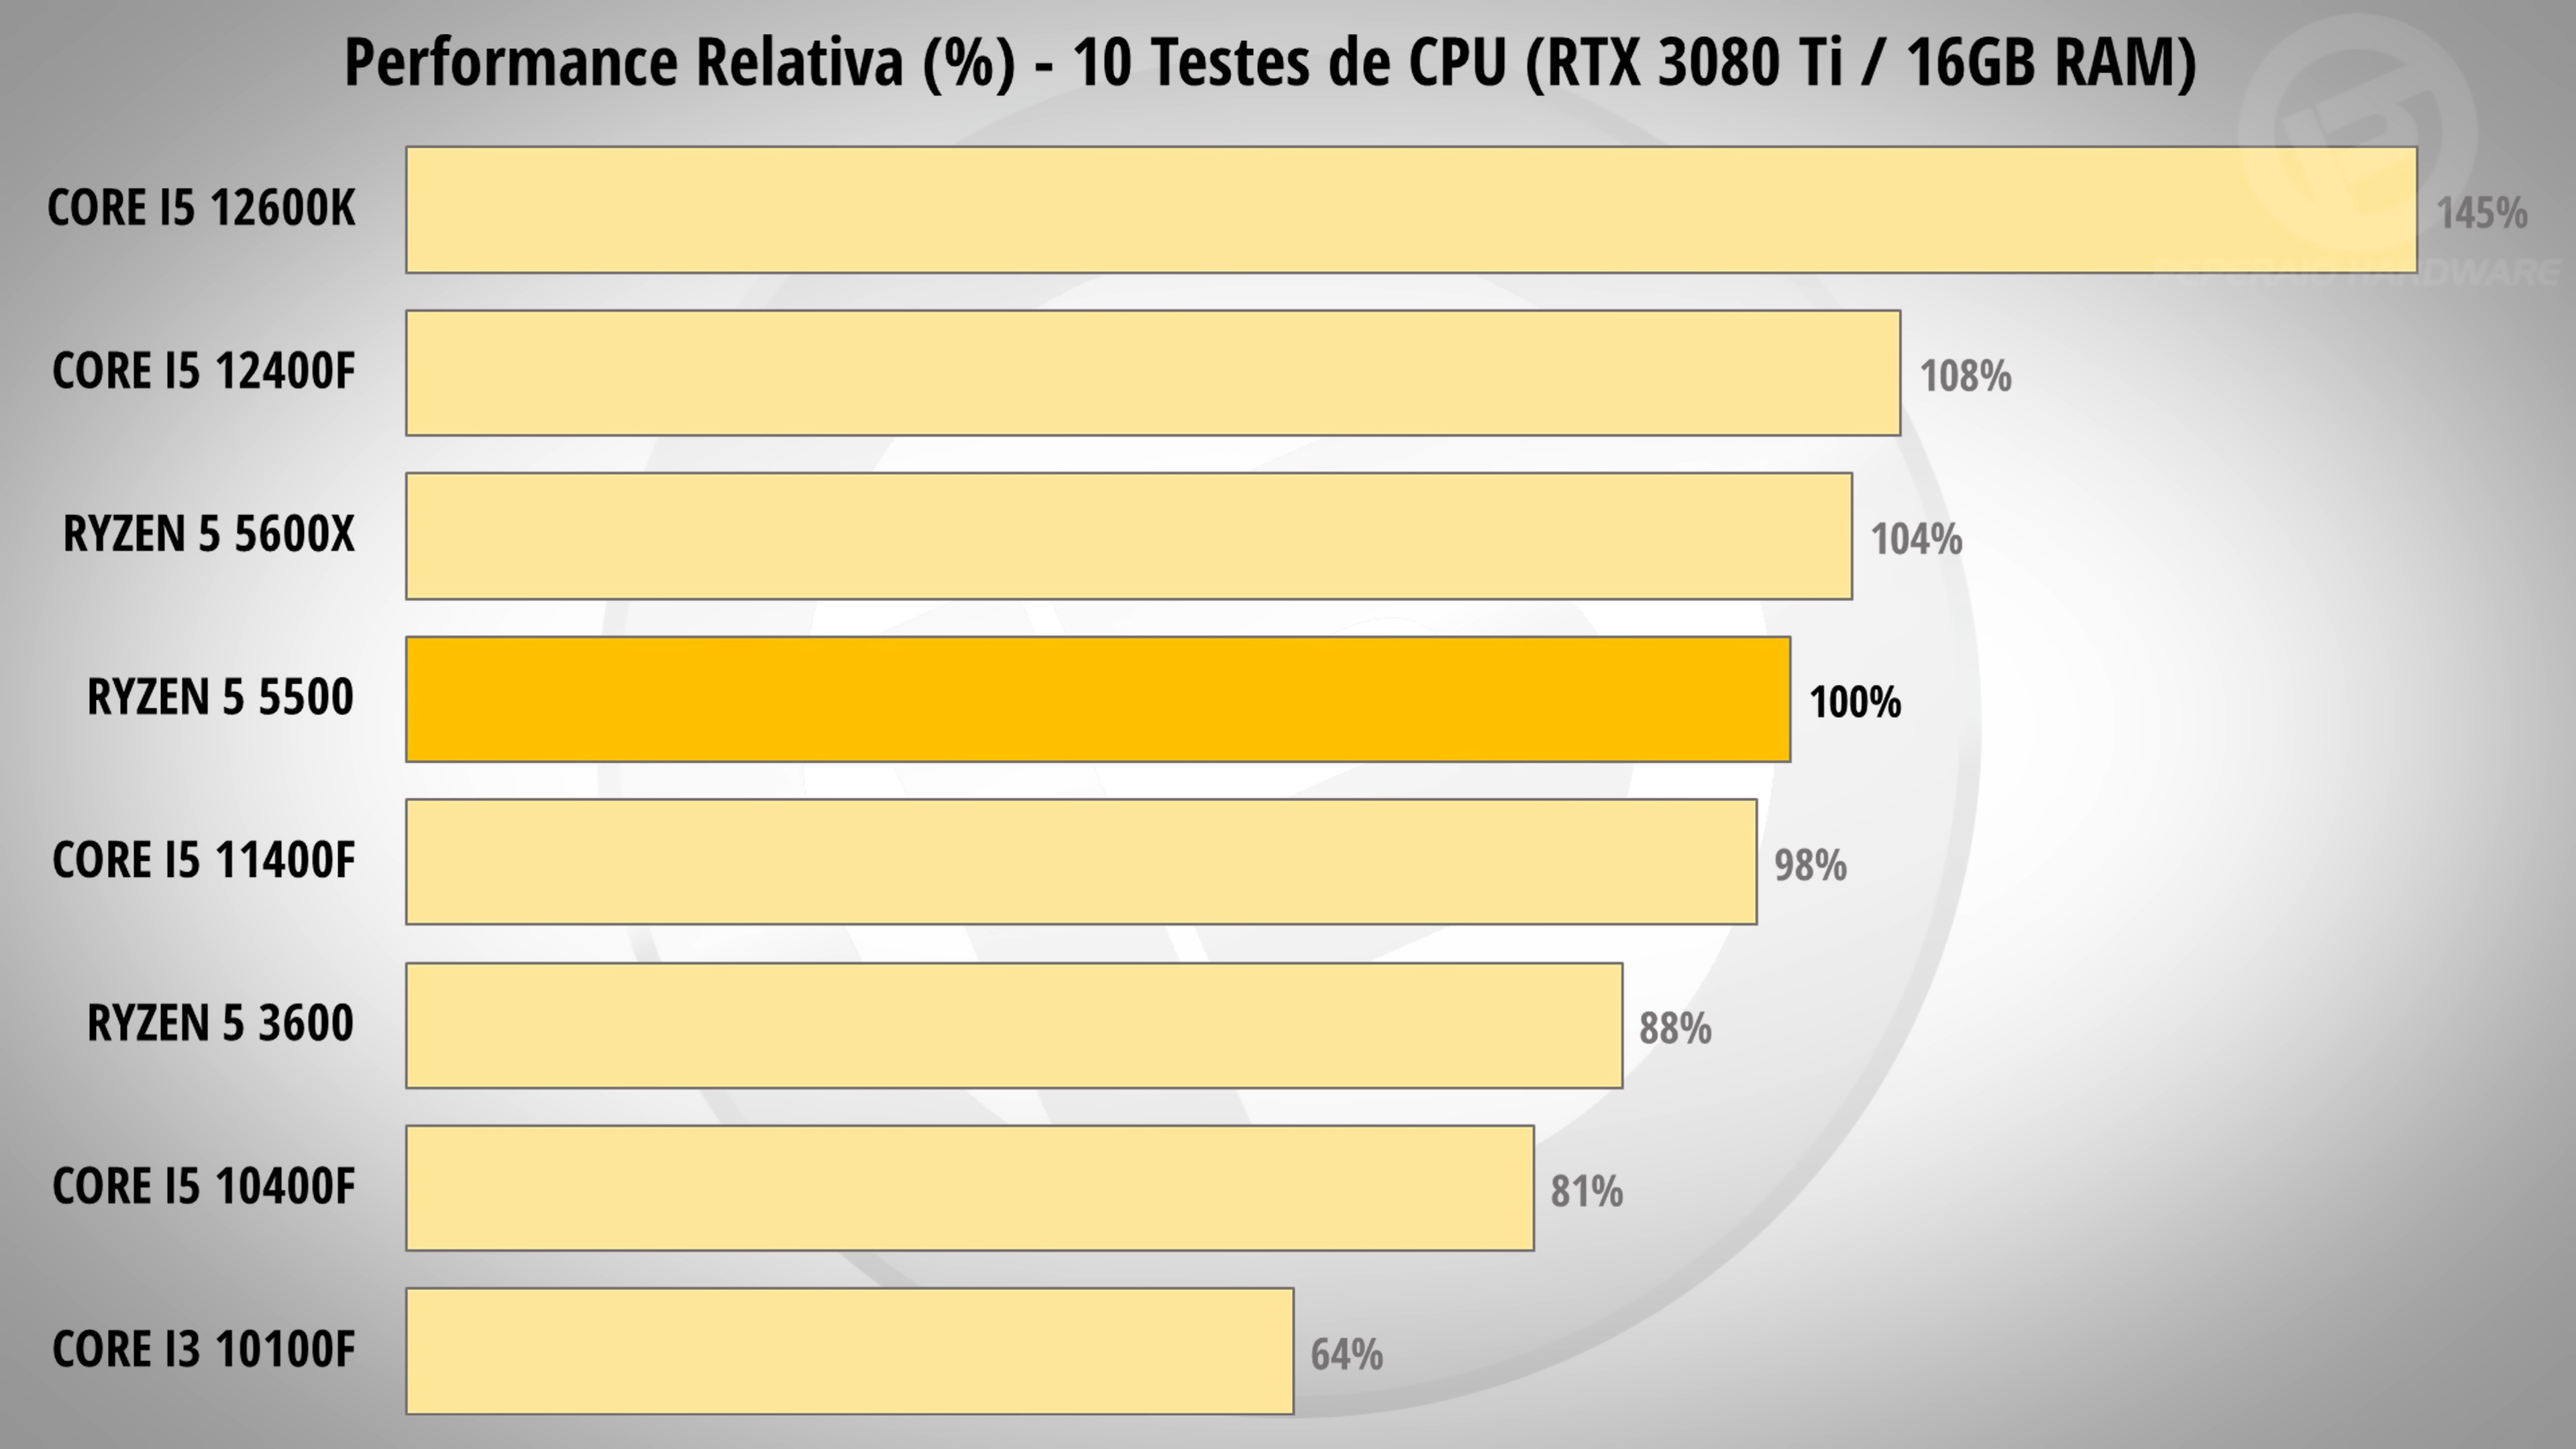 Performance Relativa (%) - 10 Testes de CPU (RTX 3080 Ti / 16GB RAM)
CORE I5 12600K 145%
CORE I5 12400F 108%
RYZEN 5 5600X 104%
RYZEN 5 5500 100%
CORE I5 11400F 98%
RYZEN 5 3600 88%
CORE I5 10400F 81%
CORE I3 10100F 64%